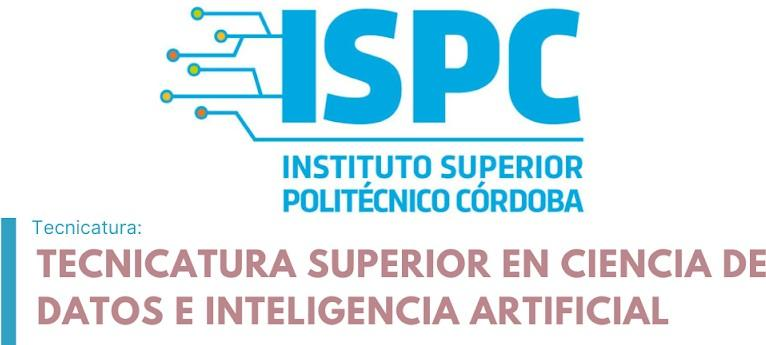 ISPC
INSTITUTO SUPERIOR
POLITÉCNICO CÓRDOBA
Tecnicatura:
TECNICATURA SUPERIOR EN CIENCIA DE
DATOS E INTELIGENCIA ARTIFICIAL